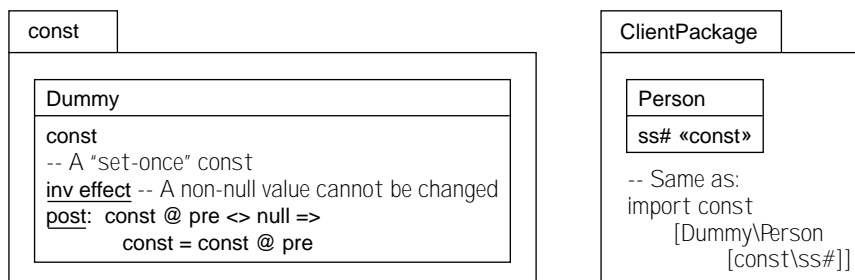 const
Dummy
const
-- A “set-once” const
inv effect -- A non-null value cannot be changed
post:  const @ pre <> null =>
const = const @ pre
ClientPackage
Person
ss# «const»
-- Same as:
import const
[Dummy\Person
[const\ss#]]